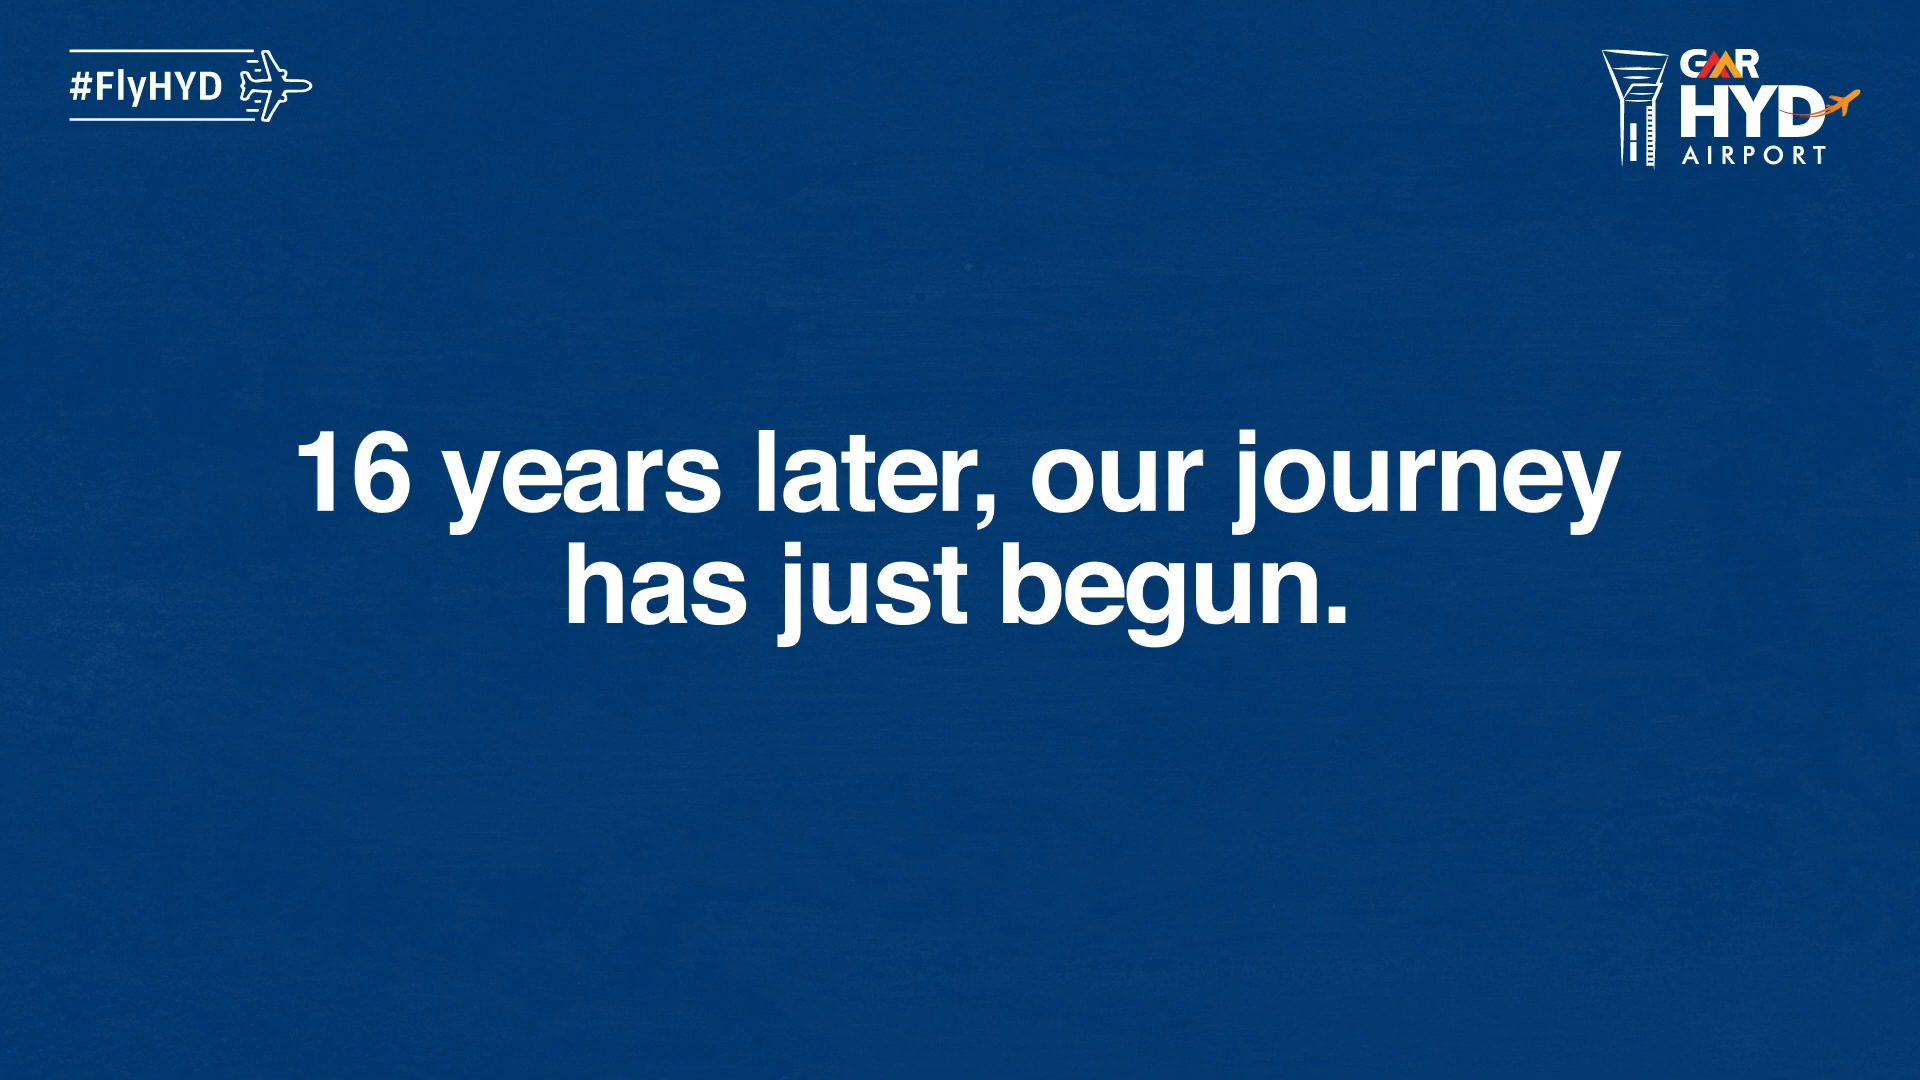 #FlyHYD
GMR
HYD
AIRPORT
16 years later, our journey
has just begun.